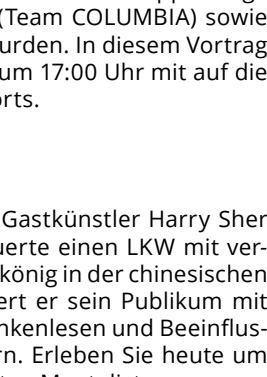 (Team COLUMBIA) sowie
urden. In diesem Vortrag
um 17:00 Uhr mit auf die
orts.
Gastkünstler Harry Sher
uerte einen LKW mit ver-
könig in der chinesischen
ert er sein Publikum mit
nkenlesen und Beeinflus-
rn. Erleben Sie heute um